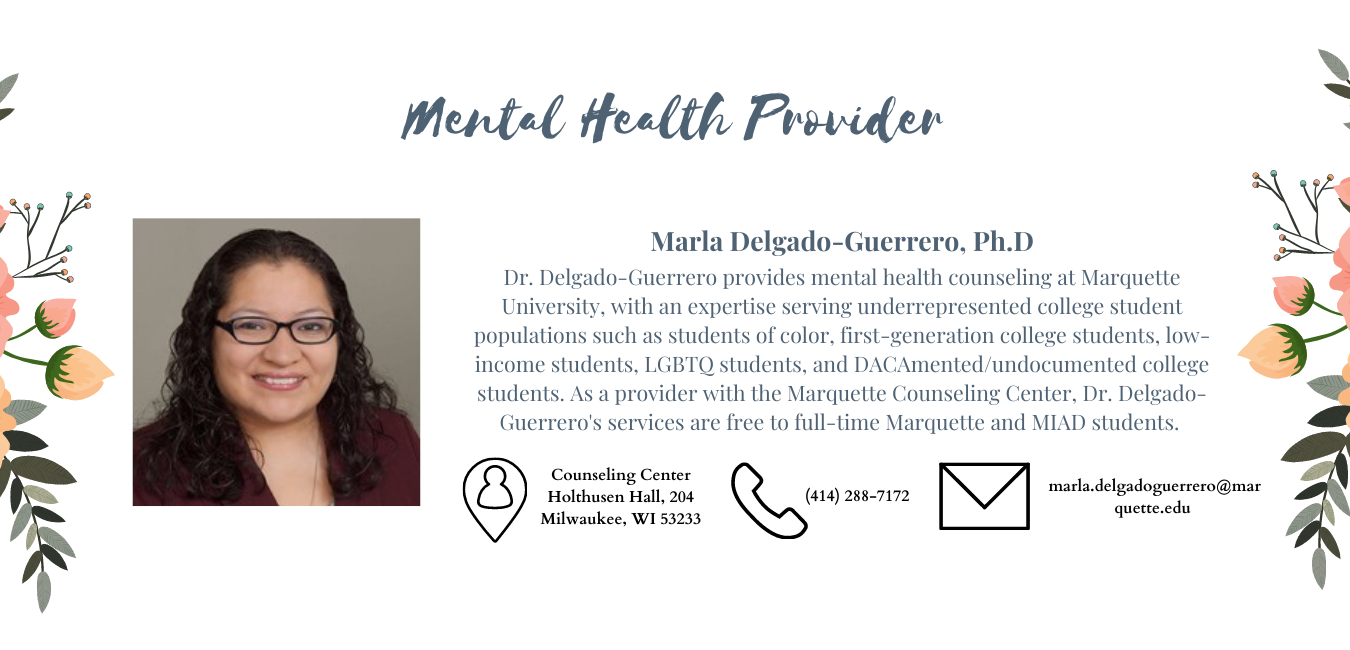 Mental Health Provider
Marla Delgado-Guerrero, Ph.D
Dr. Delgado-Guerrero provides mental health counseling at Marquette
University, with an expertise serving underrepresented college student
populations such as students of color, first-generation college students, low-
income students, LGBTQ students, and DACAmented/undocumented college
students. As a provider with the Marquette Counseling Center, Dr. Delgado-
Guerrero's services are free to full-time Marquette and MIAD students.
Counseling Center
Holthusen Hall, 204
Milwaukee, WI 53233
(414) 288-7172
marla.delgadoguerrero@mar
quette.edu